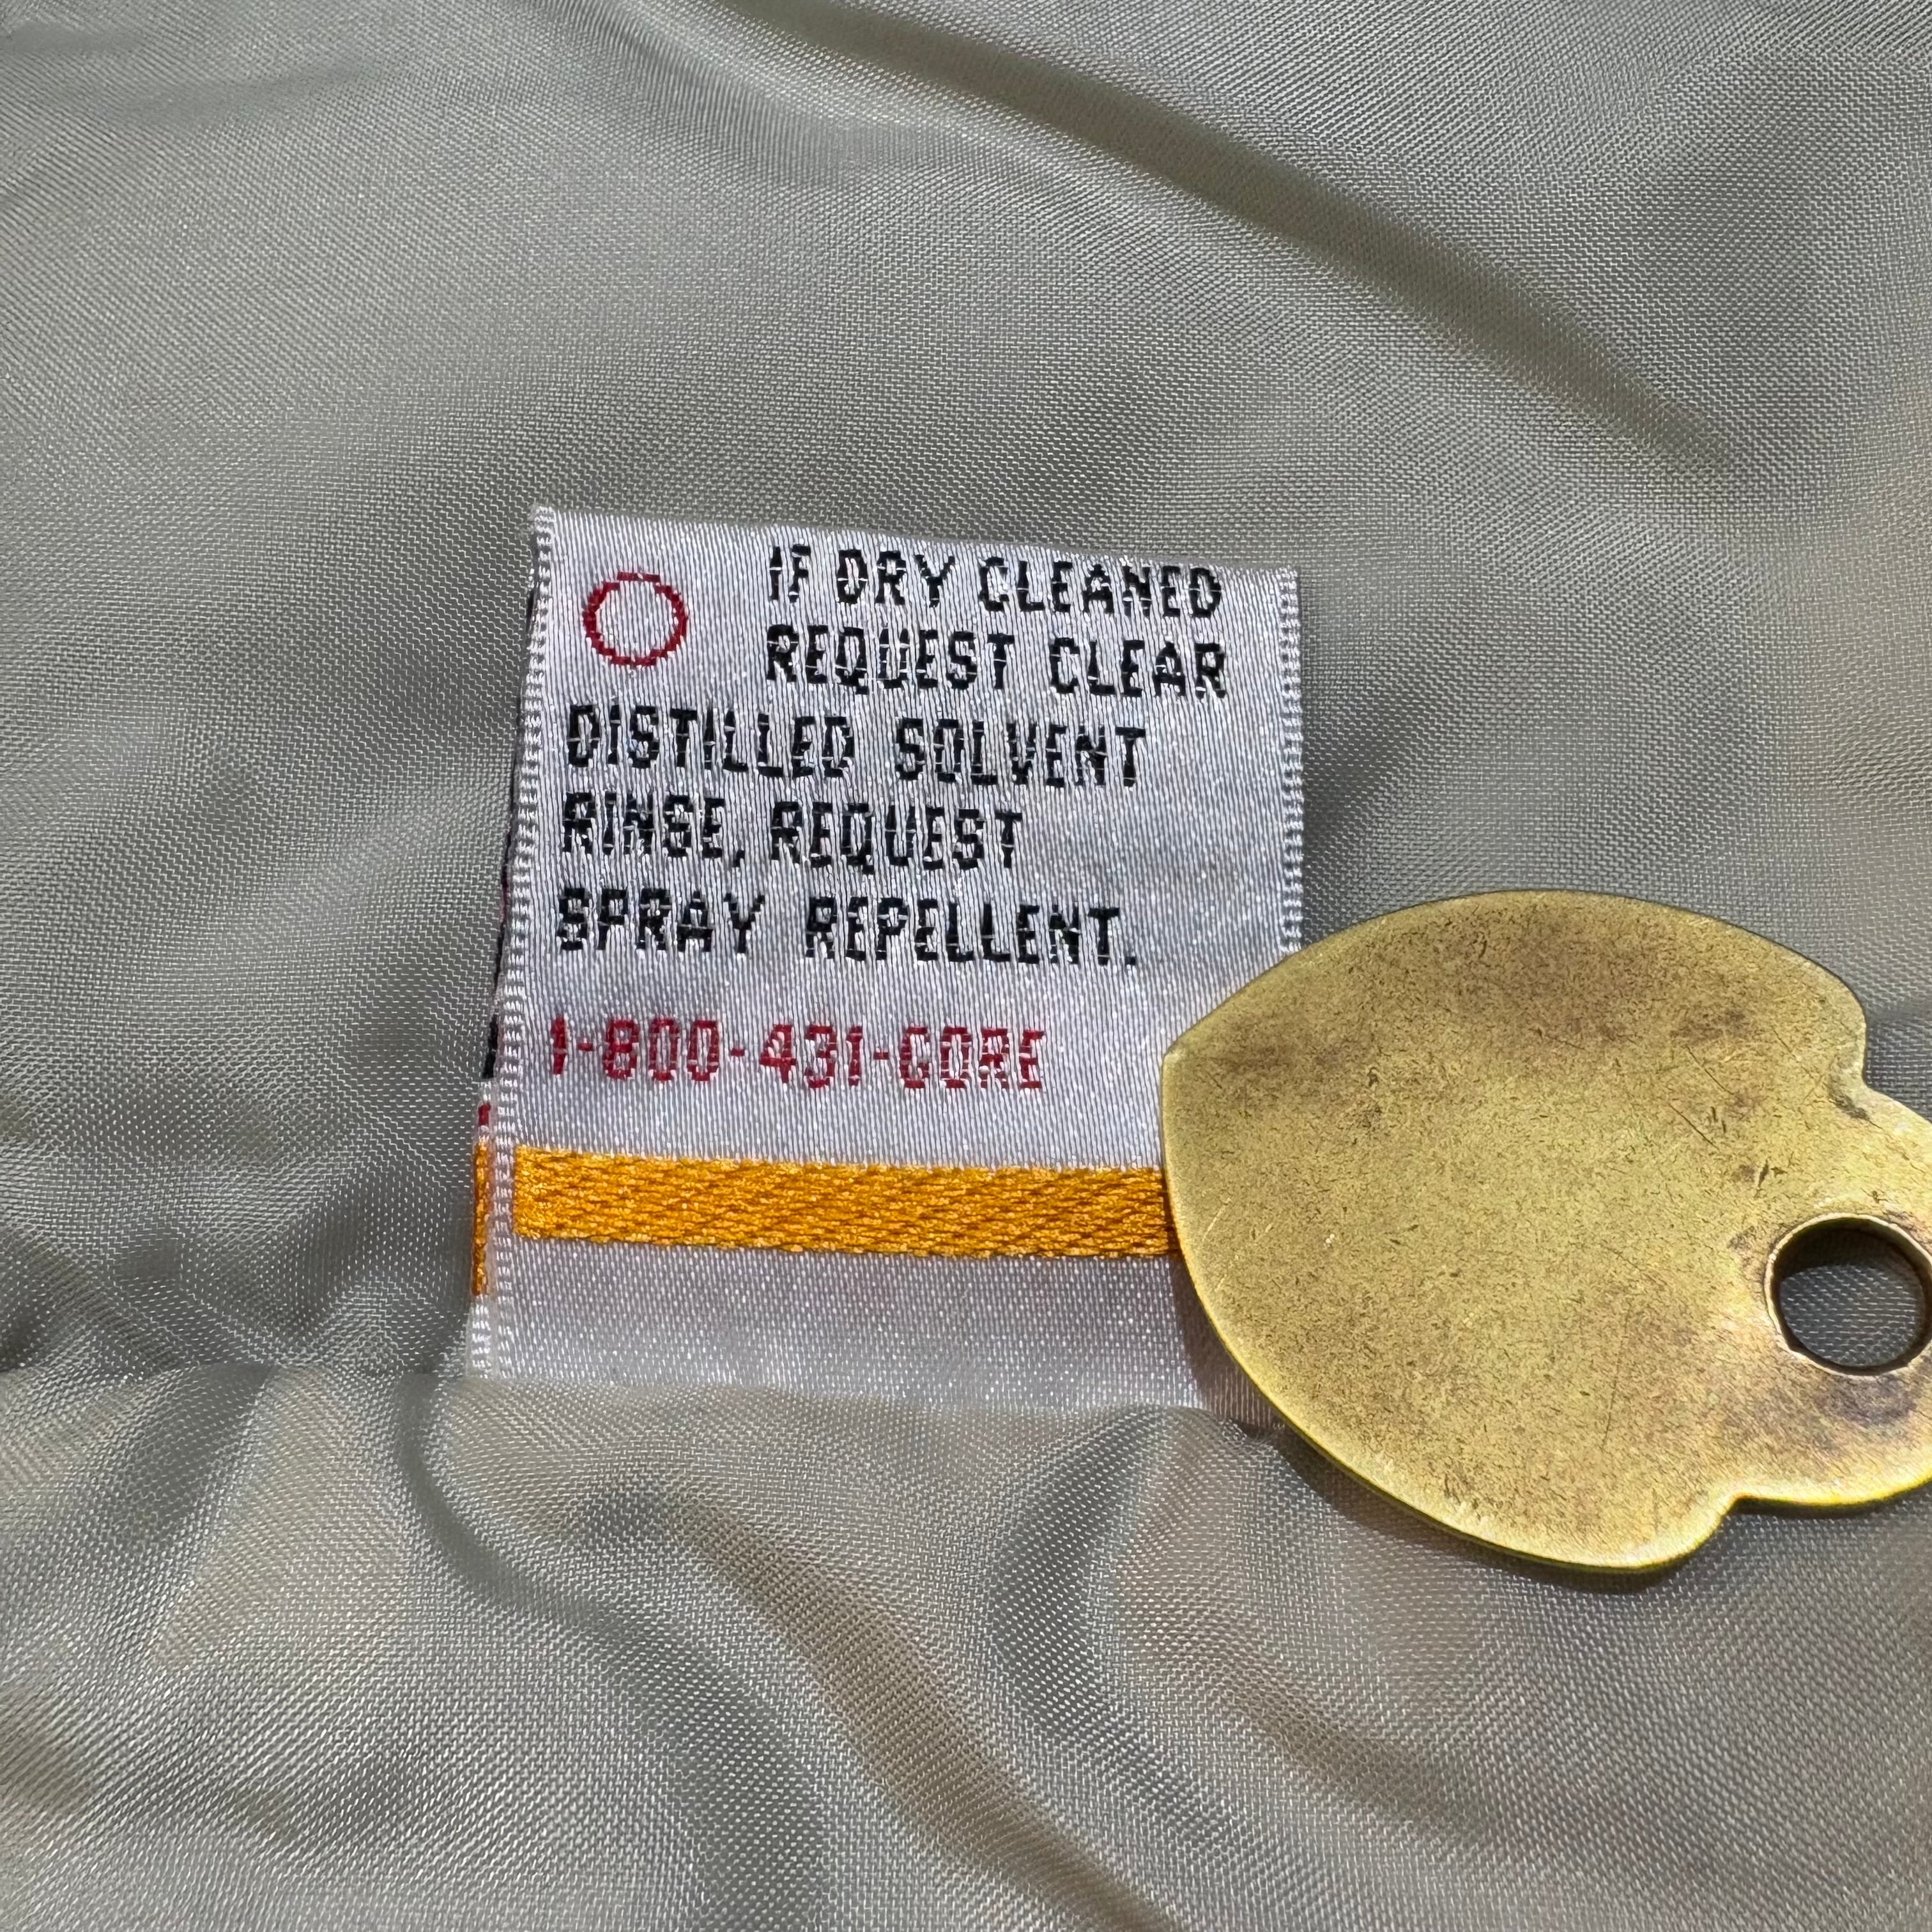 IF DRY CLEANED
REQUEST CLEAR
DISTILLED SOLVENT
RINSE, REQUEST
SPRAY REPELLENT.
1-800-431-GORE